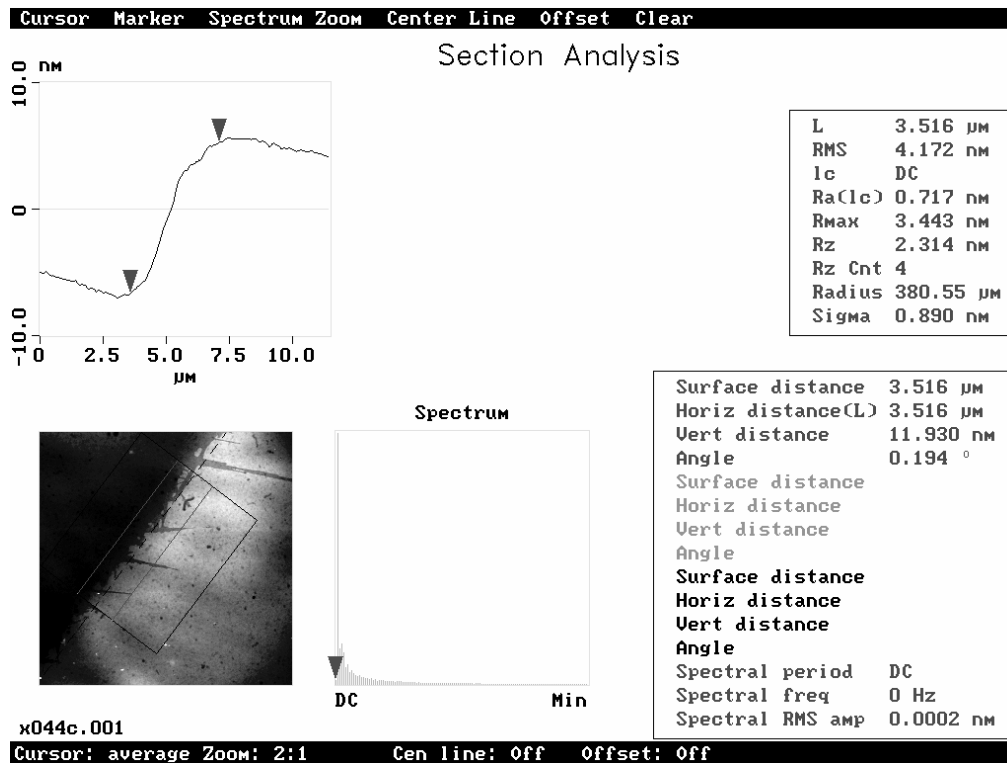 Cursor Marker Spectrum Zoom Center Line Offset Clear
Section Analysis
10.0 nm
0
-10.0
0 2.5 5.0 7.5 10.0
µm
L 3.516 µm
RMS 4.172 nm
lc DC
Ra(lc) 0.717 nm
Rmax 3.443 nm
Rz 2.314 nm
Rz Cnt 4
Radius 380.55 µm
Sigma 0.890 nm
Surface distance 3.516 µm
Horiz distance(L) 3.516 µm
Vert distance 11.930 nm
Angle 0.194 °
Surface distance
Horiz distance
Vert distance
Angle
Surface distance
Horiz distance
Vert distance
Angle
Spectral period DC
Spectral freq 0 Hz
Spectral RMS amp 0.0002 nm
Spectrum
DC Min
x044c.001
Cursor: average Zoom: 2:1 Cen line: Off Offset: Off